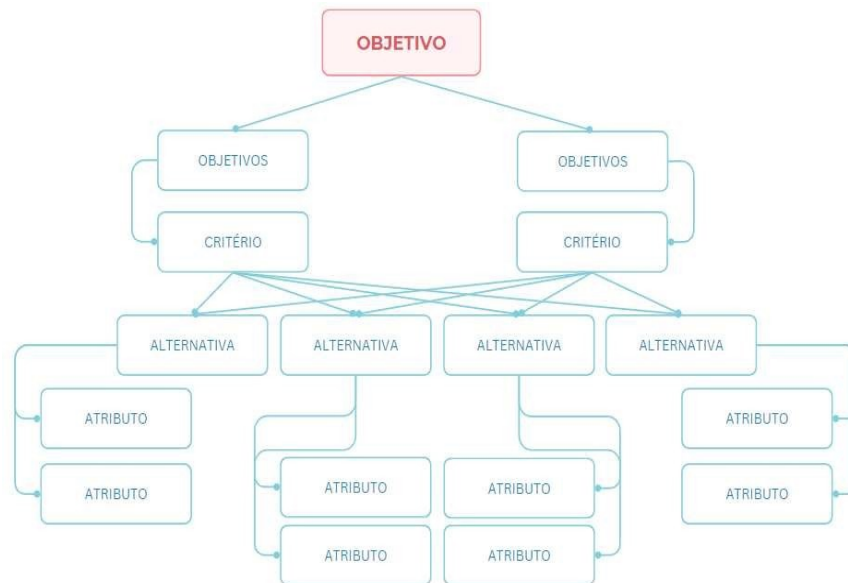 OBJETIVO
OBJETIVOS
OBJETIVOS
CRITÉRIO
CRITÉRIO
ALTERNATIVA
ALTERNATIVA
ALTERNATIVA
ALTERNATIVA
ATRIBUTO
ATRIBUTO
ATRIBUTO
ATRIBUTO
ATRIBUTO
ATRIBUTO
ATRIBUTO
ATRIBUTO